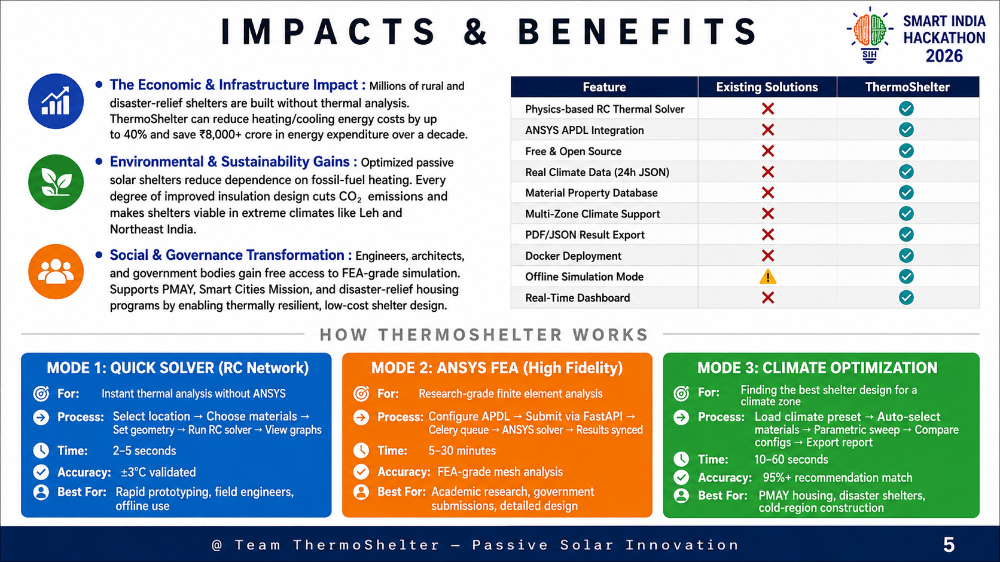 IMPACTS & BENEFITS
SIH
SMART INDIA
HACKATHON
2026
• The Economic & Infrastructure Impact : Millions of rural and
disaster-relief shelters are built without thermal analysis.
ThermoShelter can reduce heating/cooling energy costs by up
to 40% and save ₹8,000+ crore in energy expenditure over a decade.
• Environmental & Sustainability Gains : Optimized passive
solar shelters reduce dependence on fossil-fuel heating. Every
degree of improved insulation design cuts CO₂ emissions and
makes shelters viable in extreme climates like Leh and
Northeast India.
• Social & Governance Transformation : Engineers, architects,
and government bodies gain free access to FEA-grade simulation.
Supports PMAY, Smart Cities Mission, and disaster-relief housing
programs by enabling thermally resilient, low-cost shelter design.
Feature Existing Solutions ThermoShelter
Physics-based RC Thermal Solver ✕ ✓
ANSYS APDL Integration ✕ ✓
Free & Open Source ✕ ✓
Real Climate Data (24h JSON) ✕ ✓
Material Property Database ✕ ✓
Multi-Zone Climate Support ✕ ✓
PDF/JSON Result Export ✕ ✓
Docker Deployment ✕ ✓
Offline Simulation Mode ⚠ ✓
Real-Time Dashboard ✕ ✓
HOW THERMOSHELTER WORKS
MODE 1: QUICK SOLVER (RC Network)
For: Instant thermal analysis without ANSYS
Process: Select location → Choose materials →
Set geometry → Run RC solver → View graphs
Time: 2–5 seconds
Accuracy: ±3°C validated
Best For: Rapid prototyping, field engineers,
offline use
MODE 2: ANSYS FEA (High Fidelity)
For: Research-grade finite element analysis
Process: Configure APDL → Submit via FastAPI →
Celery queue → ANSYS solver → Results synced
Time: 5–30 minutes
Accuracy: FEA-grade mesh analysis
Best For: Academic research, government
submissions, detailed design
MODE 3: CLIMATE OPTIMIZATION
For: Finding the best shelter design for a
climate zone
Process: Load climate preset → Auto-select
materials → Parametric sweep → Compare
configs → Export report
Time: 10–60 seconds
Accuracy: 95%+ recommendation match
Best For: PMAY housing, disaster shelters,
cold-region construction
@ Team ThermoShelter — Passive Solar Innovation
5